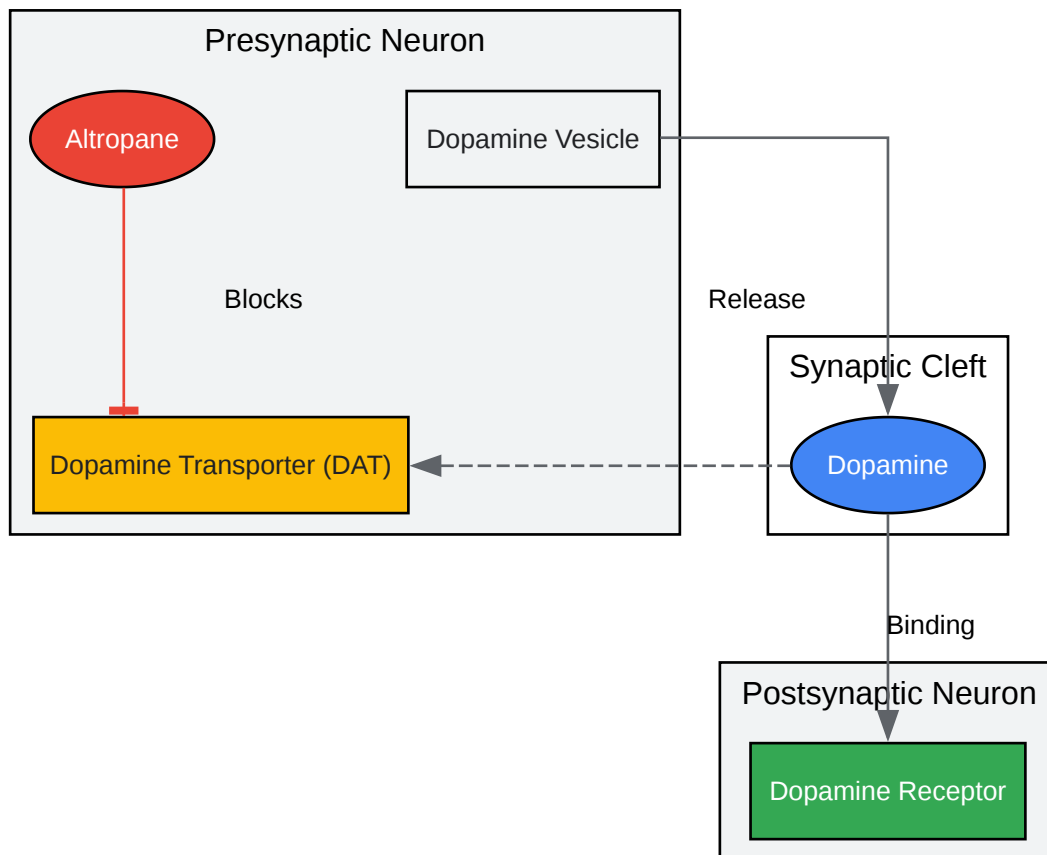 Presynaptic Neuron
Altropane
Dopamine Vesicle
Blocks
Release
Synaptic Cleft
Dopamine Transporter (DAT)
Dopamine
Binding
Postsynaptic Neuron
Dopamine Receptor